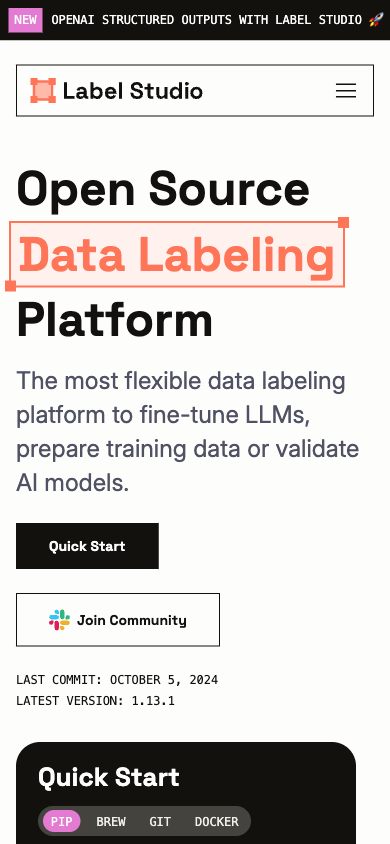 NEW OPENAI STRUCTURED OUTPUTS WITH LABEL STUDIO 🚀
Label Studio
Open Source
Data Labeling
Platform
The most flexible data labeling
platform to fine-tune LLMs,
prepare training data or validate
AI models.
Quick Start
Join Community
LAST COMMIT: OCTOBER 5, 2024
LATEST VERSION: 1.13.1
Quick Start
PIP BREW GIT DOCKER